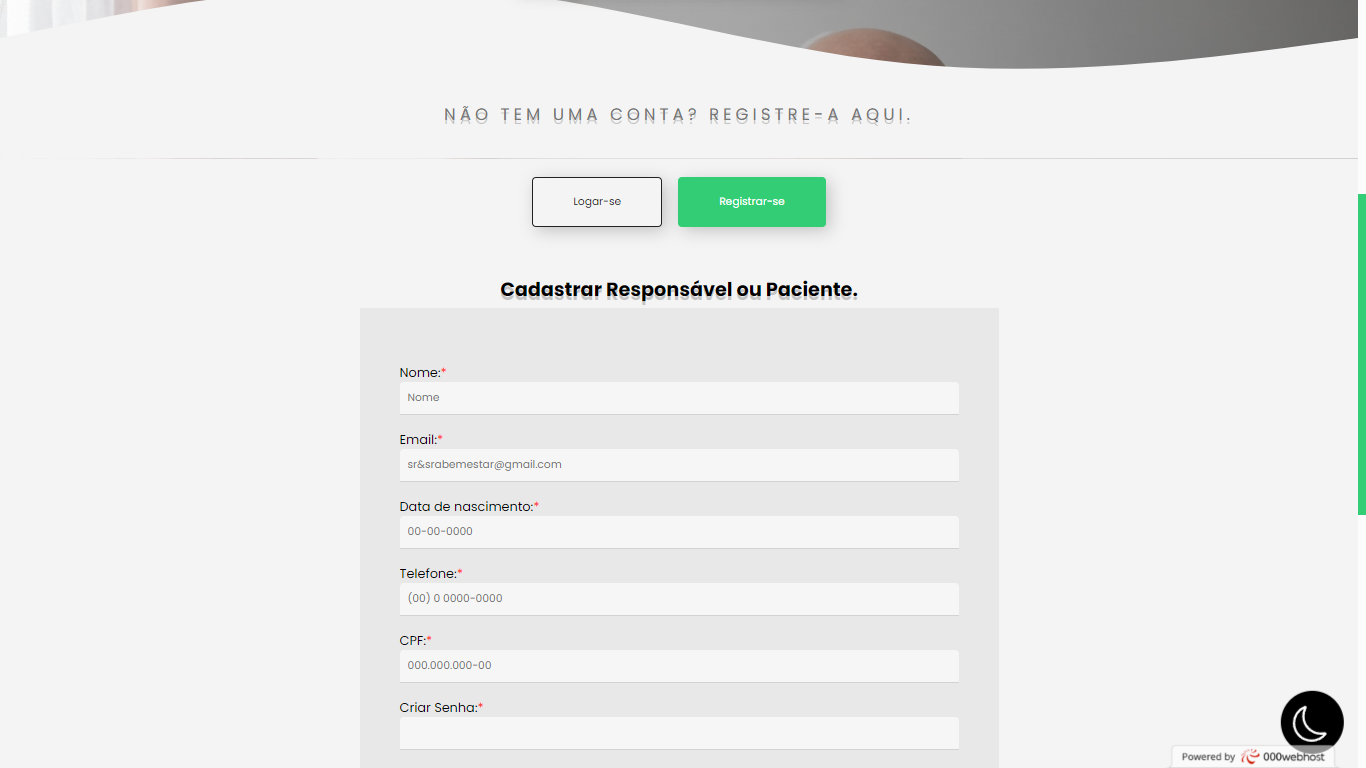 NÃO TEM UMA CONTA? REGISTRE-A AQUI.
Logar-se
Registrar-se
Cadastrar Responsável ou Paciente.
Nome:*
Nome
Email:*
sr&srabemestar@gmail.com
Data de nascimento:*
00-00-0000
Telefone:*
(00) 0 0000-0000
CPF:*
000.000.000-00
Criar Senha:*
Powered by 000webhost